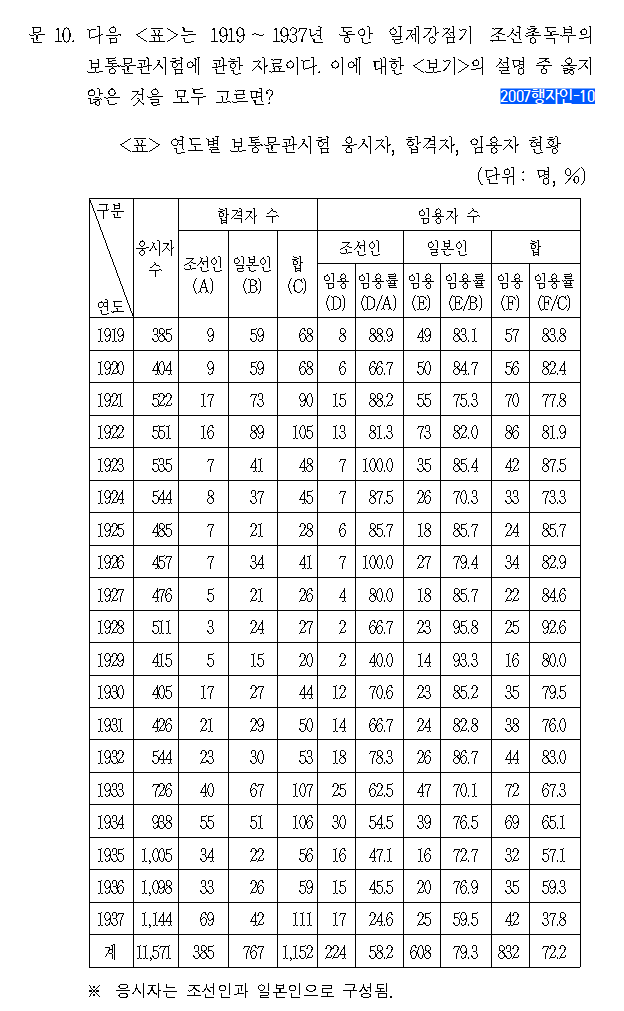 문 10. 다음 <표>는 1919 ~ 1937년 동안 일제강점기 조선총독부의
보통문관시험에 관한 자료이다. 이에 대한 <보기>의 설명 중 옳지
않은 것을 모두 고르면? 2007행자인-10
<표> 연도별 보통문관시험 응시자, 합격자, 임용자 현황
(단위 : 명, %)
구분 연도 응시자 수 합격자 수 임용자 수
조선인 일본인 합
조선인 (A) 일본인 (B) 합 (C) 임용 (D) 임용률 (D/A) 임용 (E) 임용률 (E/B) 임용 (F) 임용률 (F/C)
1919 385 9 59 68 8 88.9 49 83.1 57 83.8
1920 404 9 59 68 6 66.7 50 84.7 56 82.4
1921 522 17 73 90 15 88.2 55 75.3 70 77.8
1922 551 16 89 105 13 81.3 73 82.0 86 81.9
1923 535 7 41 48 7 100.0 35 85.4 42 87.5
1924 544 8 37 45 7 87.5 26 70.3 33 73.3
1925 485 7 21 28 6 85.7 18 85.7 24 85.7
1926 457 7 34 41 7 100.0 27 79.4 34 82.9
1927 476 5 21 26 4 80.0 18 85.7 22 84.6
1928 511 3 24 27 2 66.7 23 95.8 25 92.6
1929 415 5 15 20 2 40.0 14 93.3 16 80.0
1930 405 17 27 44 12 70.6 23 85.2 35 79.5
1931 426 21 29 50 14 66.7 24 82.8 38 76.0
1932 544 23 30 53 18 78.3 26 86.7 44 83.0
1933 726 40 67 107 25 62.5 47 70.1 72 67.3
1934 938 55 51 106 30 54.5 39 76.5 69 65.1
1935 1,005 34 22 56 16 47.1 16 72.7 32 57.1
1936 1,098 33 26 59 15 45.5 20 76.9 35 59.3
1937 1,144 69 42 111 17 24.6 25 59.5 42 37.8
계 11,571 385 767 1,152 224 58.2 608 79.3 832 72.2
※ 응시자는 조선인과 일본인으로 구성됨.